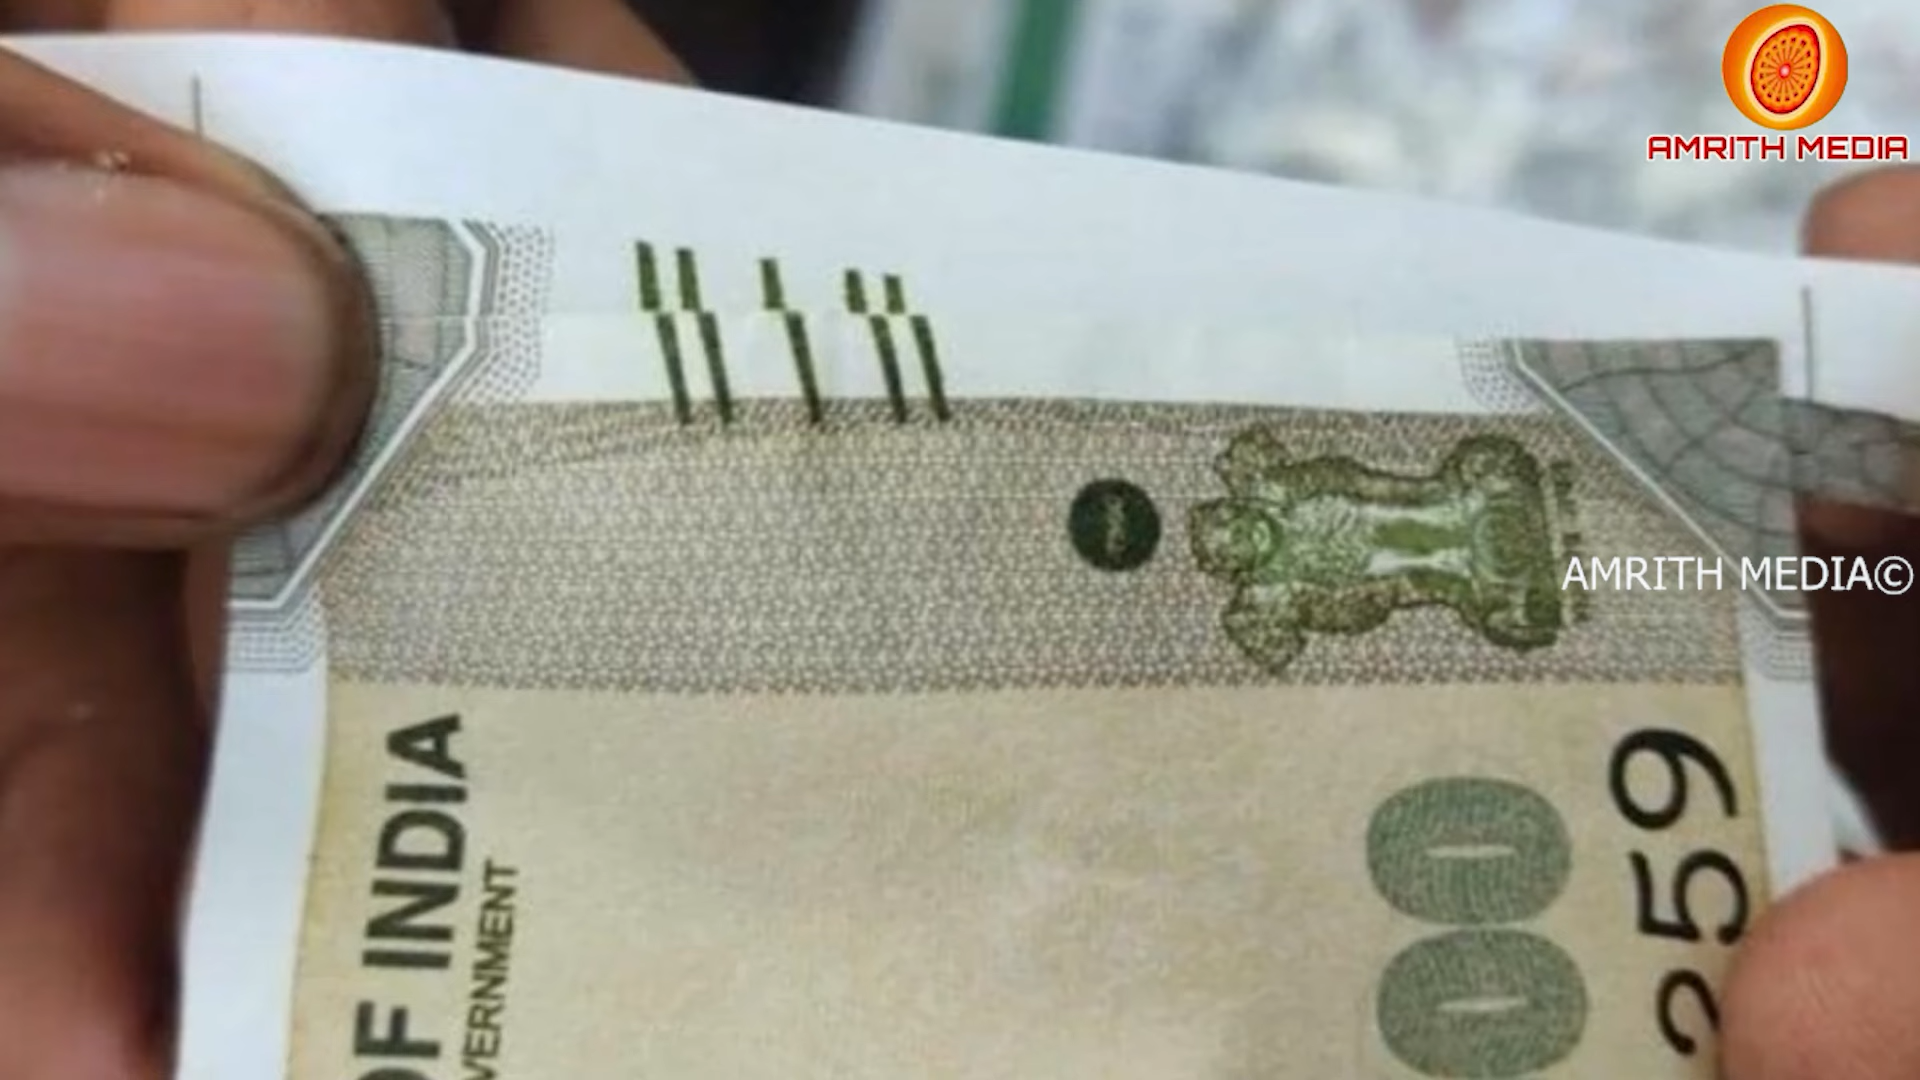 AMRITH MEDIA
AMRITH MEDIA©
OF INDIA
VERNMENT
00
259